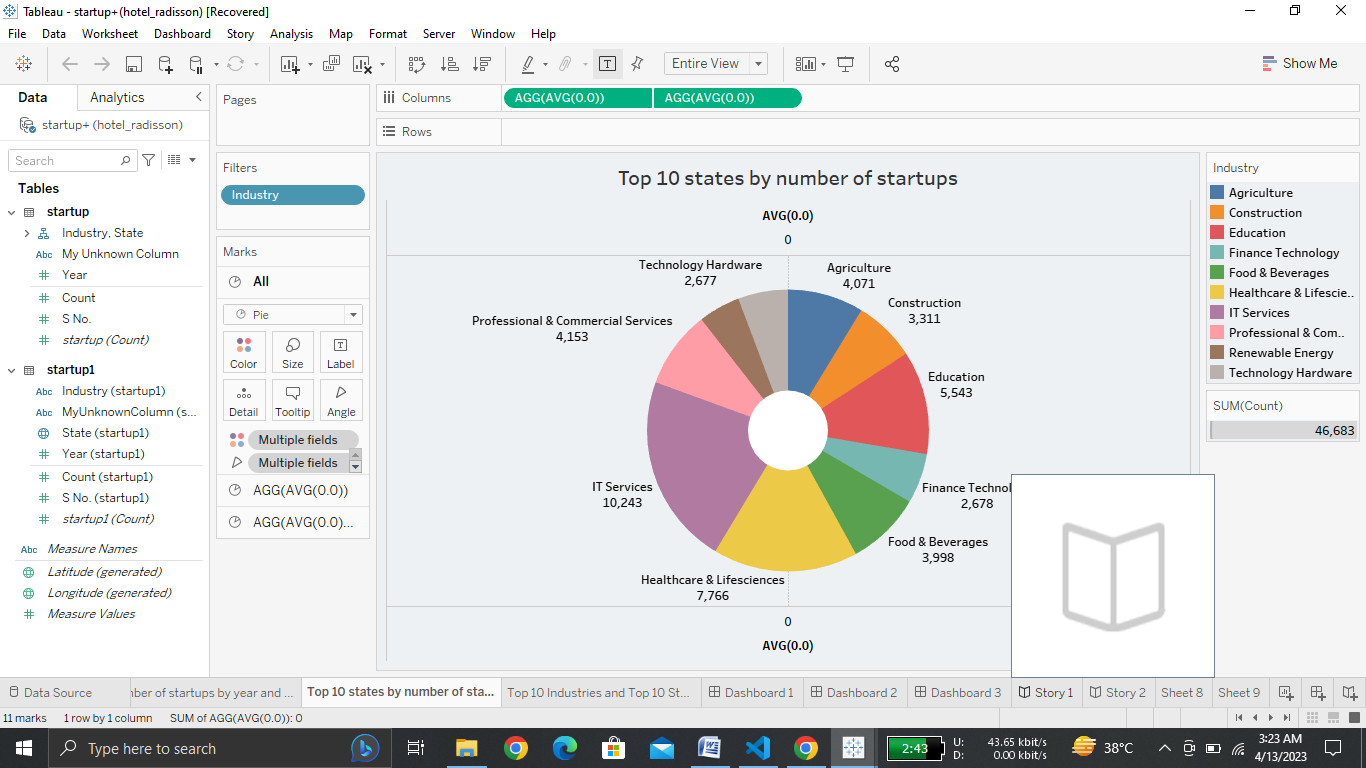 Tableau - startup+ (hotel_radisson) [Recovered]
File Data Worksheet Dashboard Story Analysis Map Format Server Window Help
Entire View Show Me
Data Analytics
startup+ (hotel_radisson)
Search
Tables
startup
Industry, State
My Unknown Column
Year
Count
S No.
startup (Count)
startup1
Industry (startup1)
MyUnknownColumn (s...
State (startup1)
Year (startup1)
Count (startup1)
S No. (startup1)
startup1 (Count)
Abc Measure Names
Latitude (generated)
Longitude (generated)
Measure Values
Pages
Filters
Industry
Marks
All
Pie
Color Size Label
Detail Tooltip Angle
Multiple fields
Multiple fields
AGG(AVG(0.0))
AGG(AVG(0.0)...
Columns AGG(AVG(0.0)) AGG(AVG(0.0))
Rows
Top 10 states by number of startups
AVG(0.0)
0
Technology Hardware
2,677
Agriculture
4,071
Construction
3,311
Professional & Commercial Services
4,153
Education
5,543
IT Services
10,243
Finance Technol
2,678
Food & Beverages
3,998
Healthcare & Lifesciences
7,766
0
AVG(0.0)
Industry
Agriculture
Construction
Education
Finance Technology
Food & Beverages
Healthcare & Lifescie..
IT Services
Professional & Com..
Renewable Energy
Technology Hardware
SUM(Count)
46,683
Data Source nber of startups by year and ... Top 10 states by number of sta... Top 10 Industries and Top 10 St... Dashboard 1 Dashboard 2 Dashboard 3 Story 1 Story 2 Sheet 8 Sheet 9
11 marks 1 row by 1 column SUM of AGG(AVG(0.0)): 0
Type here to search 2:43 U: 43.65 kbit/s D: 0.00 kbit/s 38°C 3:23 AM
4/13/2023